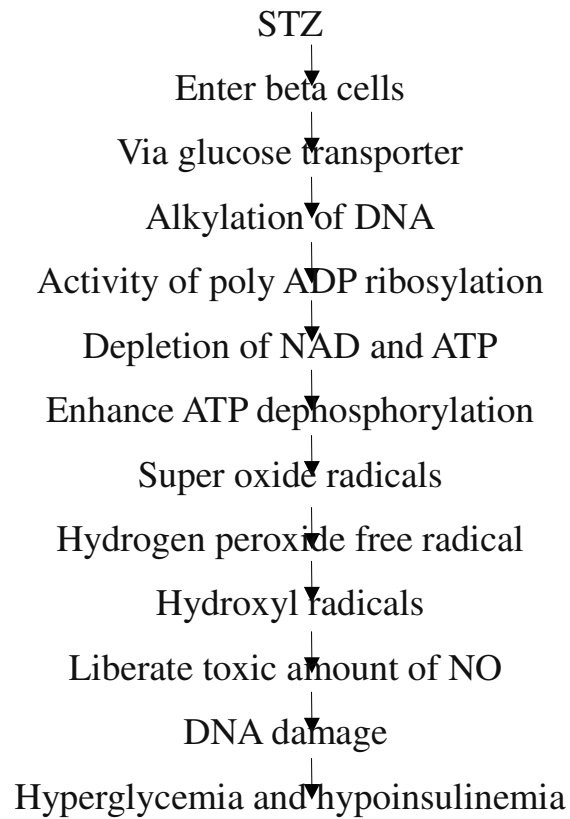 STZ
Enter beta cells
Via glucose transporter
Alkylation of DNA
Activity of poly ADP ribosylation
Depletion of NAD and ATP
Enhance ATP dephosphorylation
Super oxide radicals
Hydrogen peroxide free radical
Hydroxyl radicals
Liberate toxic amount of NO
DNA damage
Hyperglycemia and hypoinsulinemia